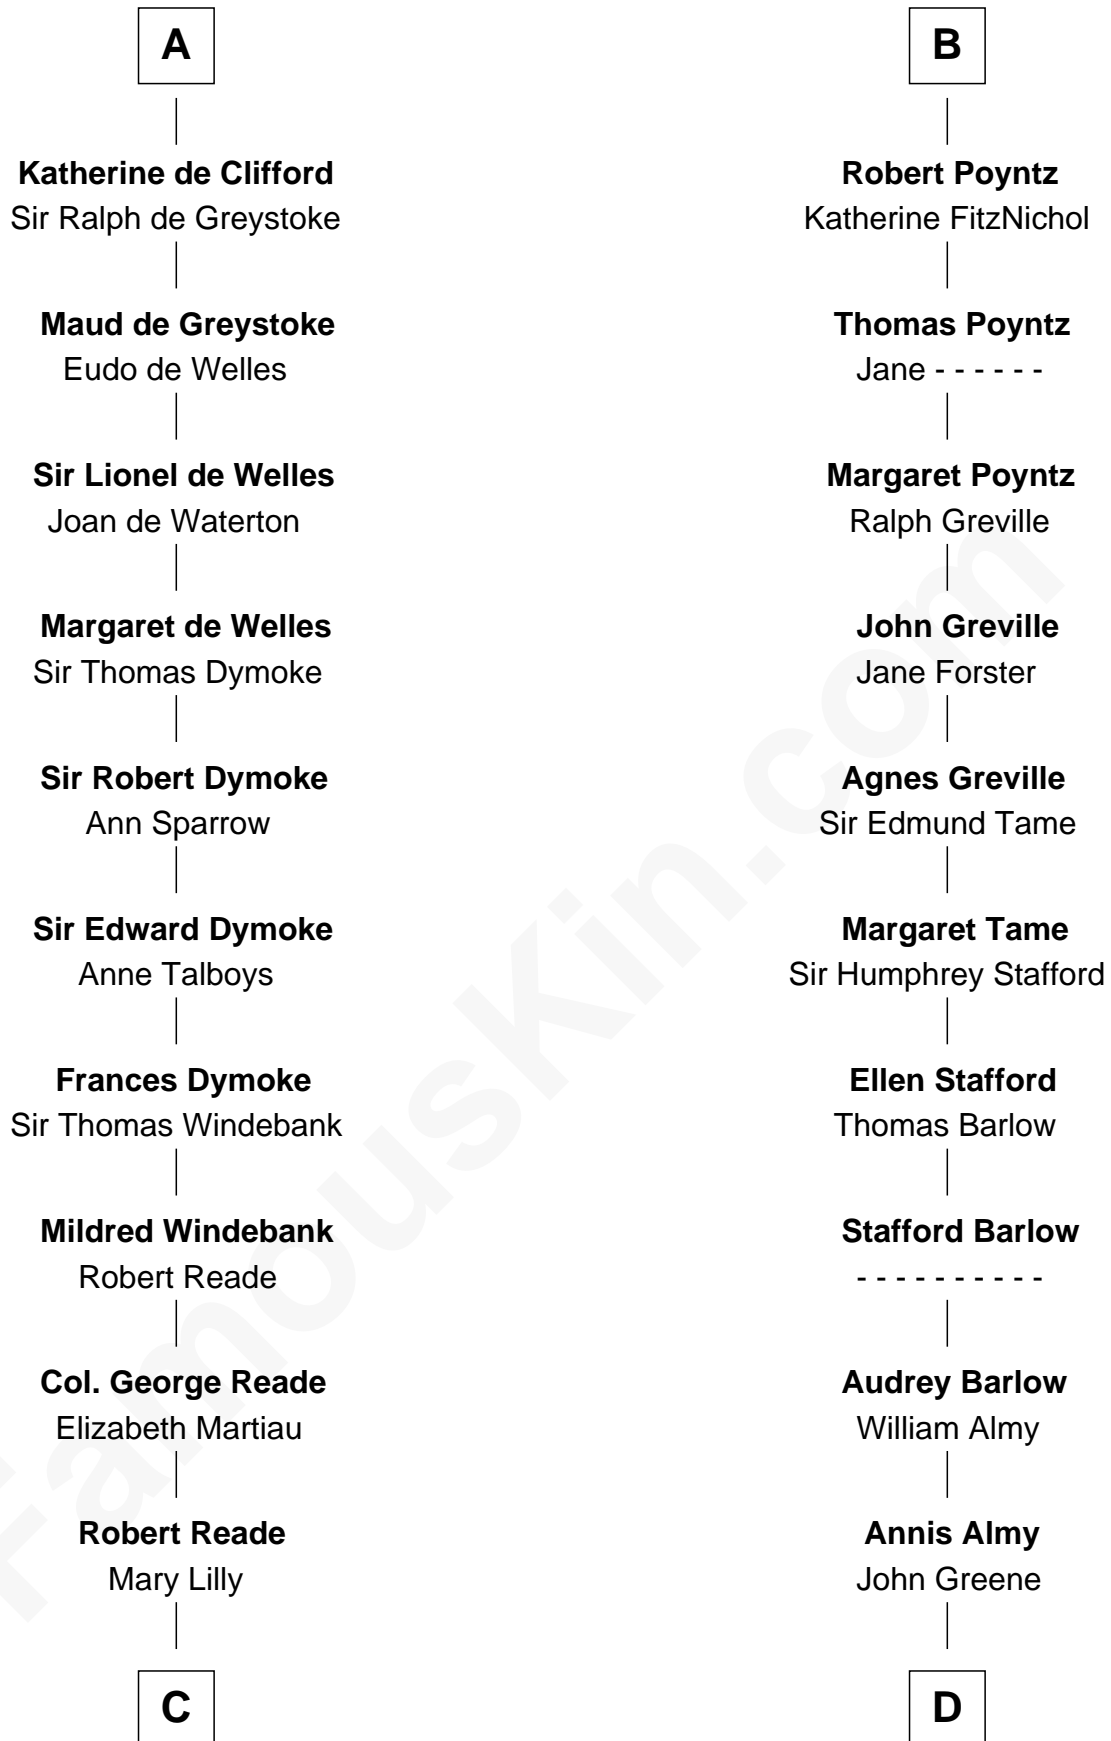 A
Katherine de Clifford
Sir Ralph de Greystoke
Maud de Greystoke
Eudo de Welles
Sir Lionel de Welles
Joan de Waterton
Margaret de Welles
Sir Thomas Dymoke
Sir Robert Dymoke
Ann Sparrow
Sir Edward Dymoke
Anne Talboys
Frances Dymoke
Sir Thomas Windebank
Mildred Windebank
Robert Reade
Col. George Reade
Elizabeth Martiau
Robert Reade
Mary Lilly
C
B
Robert Poyntz
Katherine FitzNichol
Thomas Poyntz
Jane - - - - - -
Margaret Poyntz
Ralph Greville
John Greville
Jane Forster
Agnes Greville
Sir Edmund Tame
Margaret Tame
Sir Humphrey Stafford
Ellen Stafford
Thomas Barlow
Stafford Barlow
- - - - - - - - - -
Audrey Barlow
William Almy
Annis Almy
John Greene
D
FamousKin.com